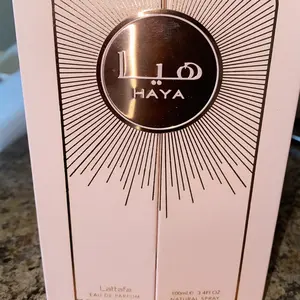 هيا
HAYA
Lattafa
EAU DE PARFUM
100ml ℮ 3.4FL.OZ.
NATURAL SPRAY